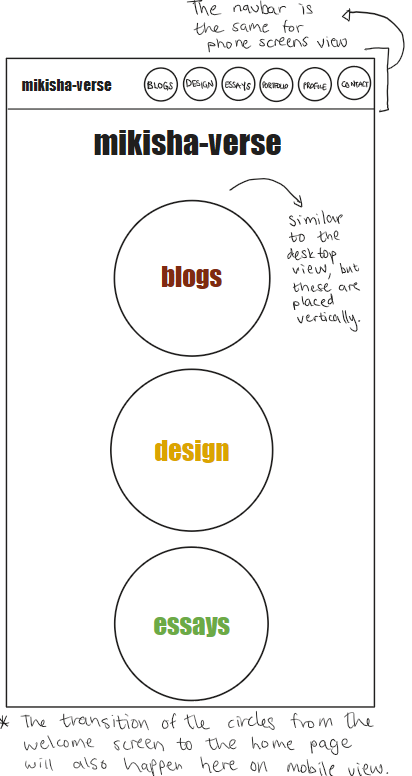 The navbar is
the same for
phone screens view
mikisha-verse
BLOGS DESIGN ESSAYS PORTFOLIO PROFILE CONTACT
mikisha-verse
blogs
Similar
to the
desktop
view, but
these are
placed
vertically.
design
essays
* The transition of the circles from the
welcome screen to the home page
will also happen here on mobile view.